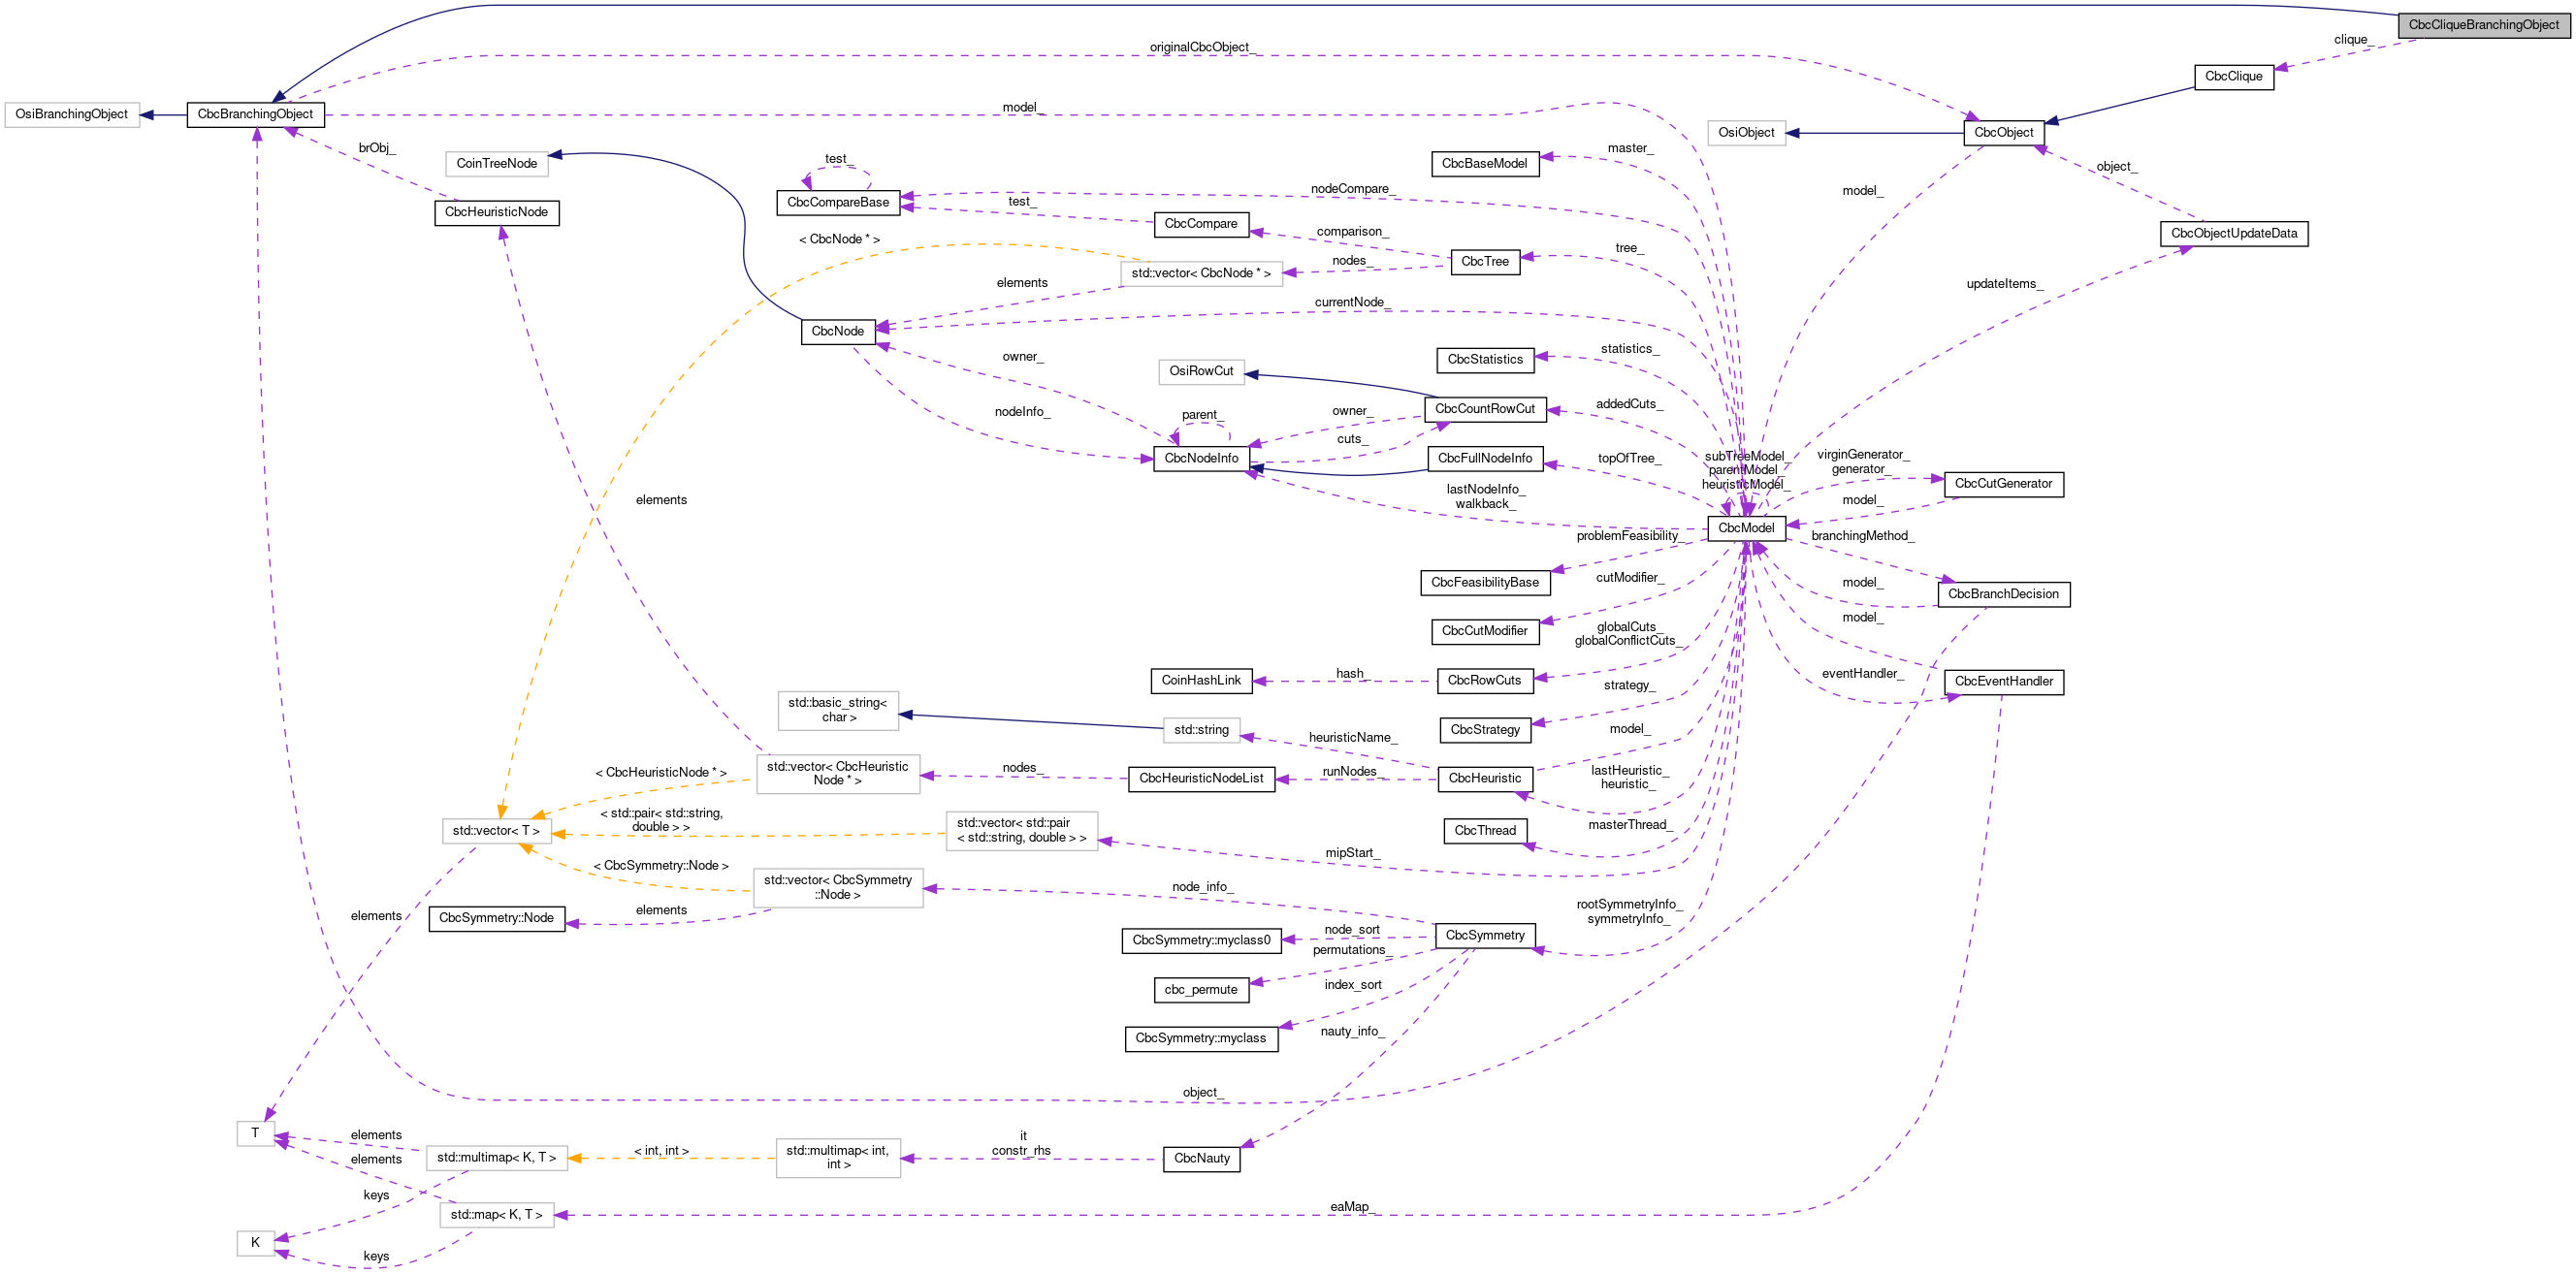 CbcCliqueBranchingObject
clique_
originalCbcObject_
CbcClique
OsiBranchingObject
CbcBranchingObject
model_
OsiObject
CbcObject
brObj_
CoinTreeNode
test_
master_
CbcBaseModel
object_
CbcHeuristicNode
CbcCompareBase
nodeCompare_
model_
test_
CbcCompare
CbcObjectUpdateData
< CbcNode * >
comparison_
tree_
nodes_
CbcTree
std::vector< CbcNode * >
elements
updateItems_
currentNode_
CbcNode
owner_
statistics_
CbcStatistics
OsiRowCut
nodeInfo_
parent_
owner_
addedCuts_
CbcCountRowCut
cuts_
CbcNodeInfo
CbcFullNodeInfo
topOfTree_
subTreeModel_
parentModel_
heuristicModel_
virginGenerator_
generator_
CbcCutGenerator
elements
lastNodeInfo_
walkback_
model_
CbcModel
problemFeasibility_
branchingMethod_
CbcFeasibilityBase
cutModifier_
model_
CbcBranchDecision
CbcCutModifier
globalCuts_
globalConflictCuts_
model_
CoinHashLink
hash_
CbcRowCuts
eventHandler_
CbcEventHandler
strategy_
std::basic_string<
char >
std::string
CbcStrategy
heuristicName_
model_
std::vector< CbcHeuristic
Node * >
< CbcHeuristicNode * >
nodes_
CbcHeuristicNodeList
runNodes_
CbcHeuristic
lastHeuristic_
heuristic_
std::vector< T >
< std::pair< std::string,
double > >
std::vector< std::pair
< std::string, double > >
CbcThread
masterThread_
mipStart_
< CbcSymmetry::Node >
std::vector< CbcSymmetry
::Node >
node_info_
elements
CbcSymmetry::Node
elements
rootSymmetryInfo_
symmetryInfo_
CbcSymmetry::myclass0
node_sort
CbcSymmetry
permutations_
cbc_permute
index_sort
CbcSymmetry::myclass
nauty_info_
object_
T
elements
elements
std::multimap< K, T >
< int, int >
std::multimap< int,
int >
it
constr_rhs
CbcNauty
keys
std::map< K, T >
eaMap_
K
keys